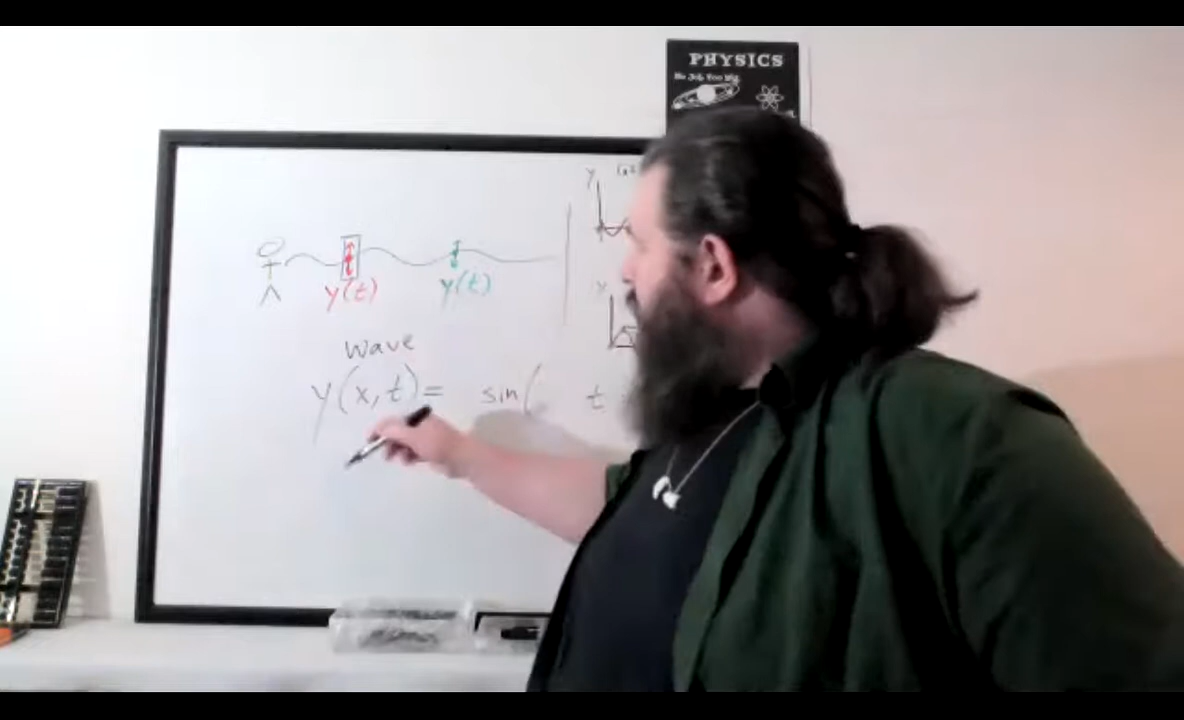 PHYSICS
No Job Too Big
y
y(t) y(t)
wave
y(x,t)= sin( t